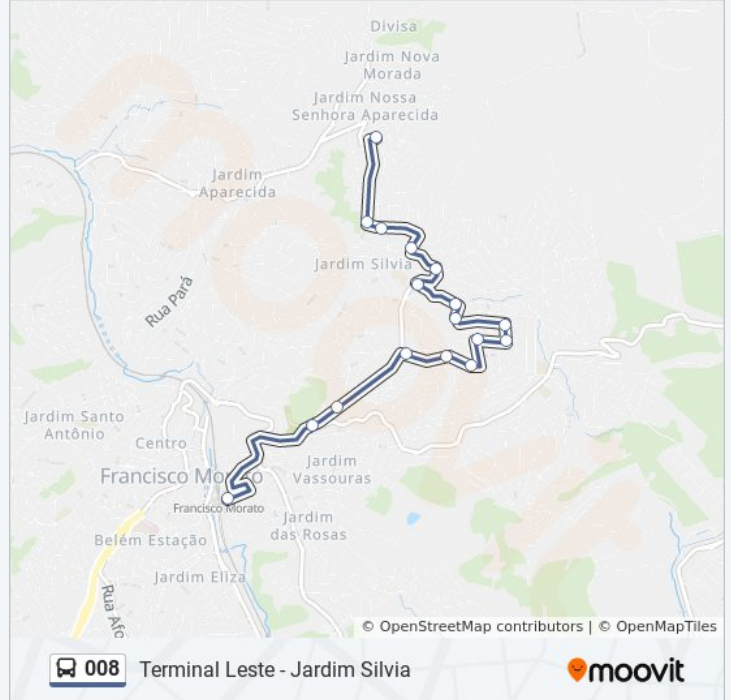 Divisa
Jardim Nova
Morada
Jardim Nossa
Senhora Aparecida
Jardim
Aparecida
Jardim Silvia
Rua Pará
Jardim Santo
Antônio
Centro
Jardim
Vassouras
Francisco Morato
Francisco Morato
Jardim
das Rosas
Belém Estação
Jardim Eliza
© OpenStreetMap contributors | © OpenMapTiles
008 Terminal Leste - Jardim Silvia
moovit